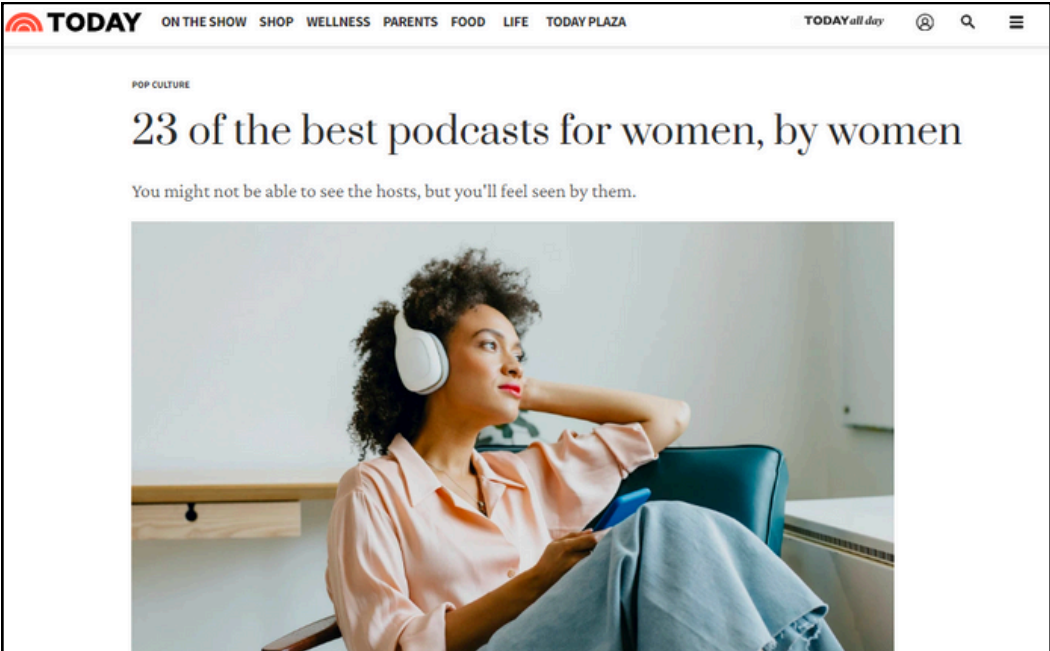 TODAY ON THE SHOW SHOP WELLNESS PARENTS FOOD LIFE TODAY PLAZA TODAY all day
POP CULTURE
23 of the best podcasts for women, by women
You might not be able to see the hosts, but you'll feel seen by them.